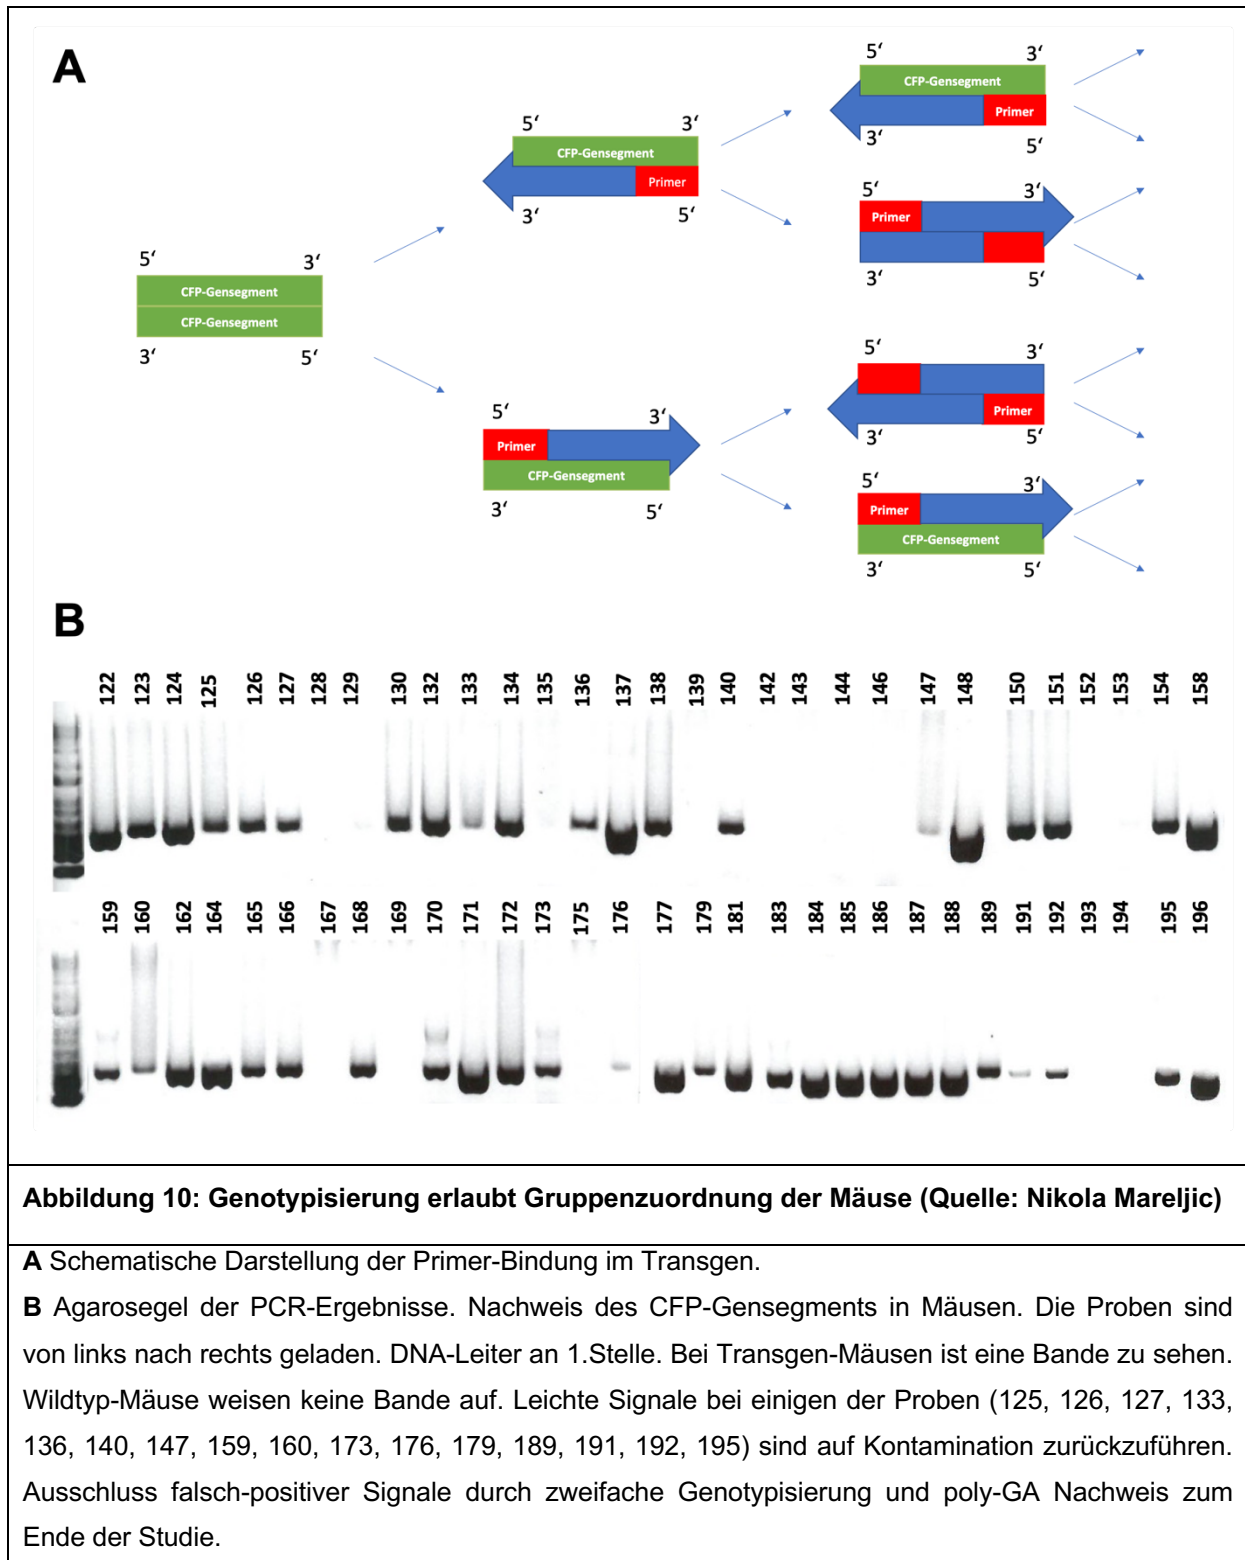 A
5‘ 3‘
CFP-Gensegment
Primer
3‘ 5‘
5‘ 3‘
CFP-Gensegment
Primer
3‘ 5‘
5‘ 3‘
Primer
3‘ 5‘
5‘ 3‘
CFP-Gensegment
CFP-Gensegment
3‘ 5‘
5‘ 3‘
Primer
3‘ 5‘
5‘ 3‘
Primer
CFP-Gensegment
3‘ 5‘
5‘ 3‘
Primer
CFP-Gensegment
3‘ 5‘
B
122 123 124 125 126 127 128 129 130 132 133 134 135 136 137 138 139 140 142 143 144 146 147 148 150 151 152 153 154 158
159 160 162 164 165 166 167 168 169 170 171 172 173 175 176 177 179 181 183 184 185 186 187 188 189 191 192 193 194 195 196
Abbildung 10: Genotypisierung erlaubt Gruppenzuordnung der Mäuse (Quelle: Nikola Mareljic)
A Schematische Darstellung der Primer-Bindung im Transgen.
B Agarosegel der PCR-Ergebnisse. Nachweis des CFP-Gensegments in Mäusen. Die Proben sind
von links nach rechts geladen. DNA-Leiter an 1.Stelle. Bei Transgen-Mäusen ist eine Bande zu sehen.
Wildtyp-Mäuse weisen keine Bande auf. Leichte Signale bei einigen der Proben (125, 126, 127, 133,
136, 140, 147, 159, 160, 173, 176, 179, 189, 191, 192, 195) sind auf Kontamination zurückzuführen.
Ausschluss falsch-positiver Signale durch zweifache Genotypisierung und poly-GA Nachweis zum
Ende der Studie.